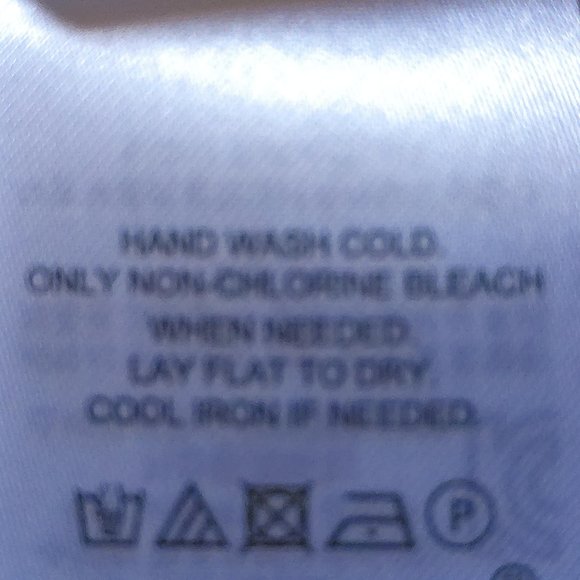 HAND WASH COLD.
ONLY NON-CHLORINE BLEACH
WHEN NEEDED.
LAY FLAT TO DRY.
COOL IRON IF NEEDED.
P